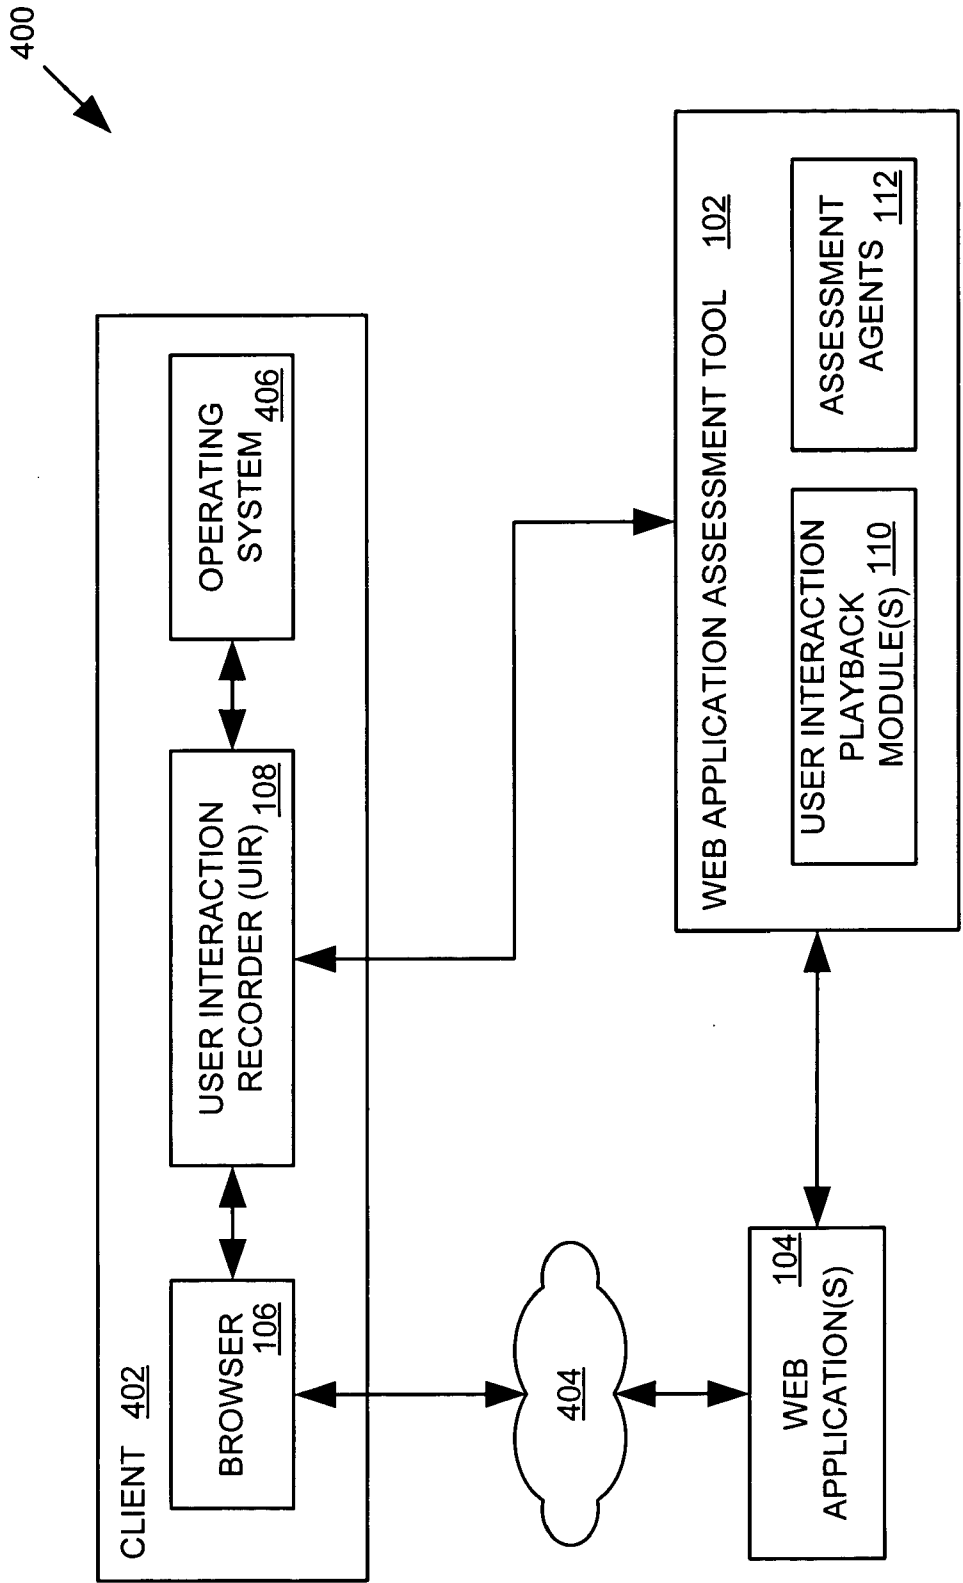 400
CLIENT 402
BROWSER
106
USER INTERACTION
RECORDER (UIR) 108
OPERATING
SYSTEM 406
404
WEB
APPLICATION(S)
104
WEB APPLICATION ASSESSMENT TOOL 102
USER INTERACTION
PLAYBACK
MODULE(S) 110
ASSESSMENT
AGENTS 112